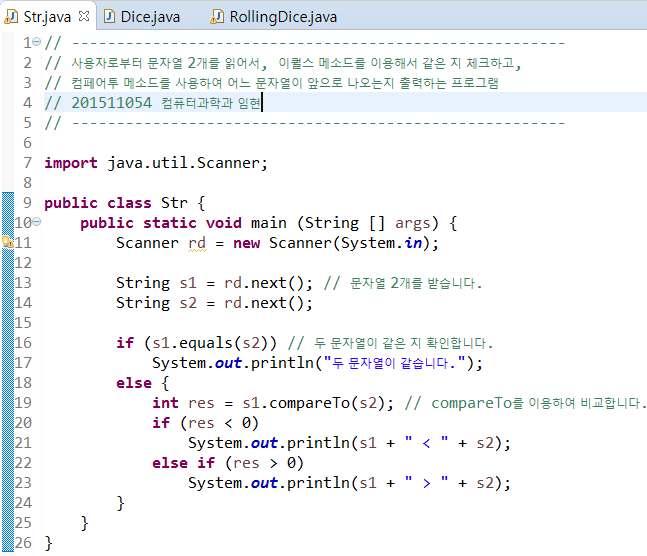 Str.java Dice.java RollingDice.java
1 // -------------------------------------------------------
2 // 사용자로부터 문자열 2개를 읽어서, 이퀄스 메소드를 이용해서 같은 지 체크하고,
3 // 컴페어투 메소드를 사용하여 어느 문자열이 앞으로 나오는지 출력하는 프로그램
4 // 201511054 컴퓨터과학과 임현
5 // -------------------------------------------------------
6
7 import java.util.Scanner;
8
9 public class Str {
10 public static void main (String [] args) {
11 Scanner rd = new Scanner(System.in);
12
13 String s1 = rd.next(); // 문자열 2개를 받습니다.
14 String s2 = rd.next();
15
16 if (s1.equals(s2)) // 두 문자열이 같은 지 확인합니다.
17 System.out.println("두 문자열이 같습니다.");
18 else {
19 int res = s1.compareTo(s2); // compareTo를 이용하여 비교합니다.
20 if (res < 0)
21 System.out.println(s1 + " < " + s2);
22 else if (res > 0)
23 System.out.println(s1 + " > " + s2);
24 }
25 }
26 }